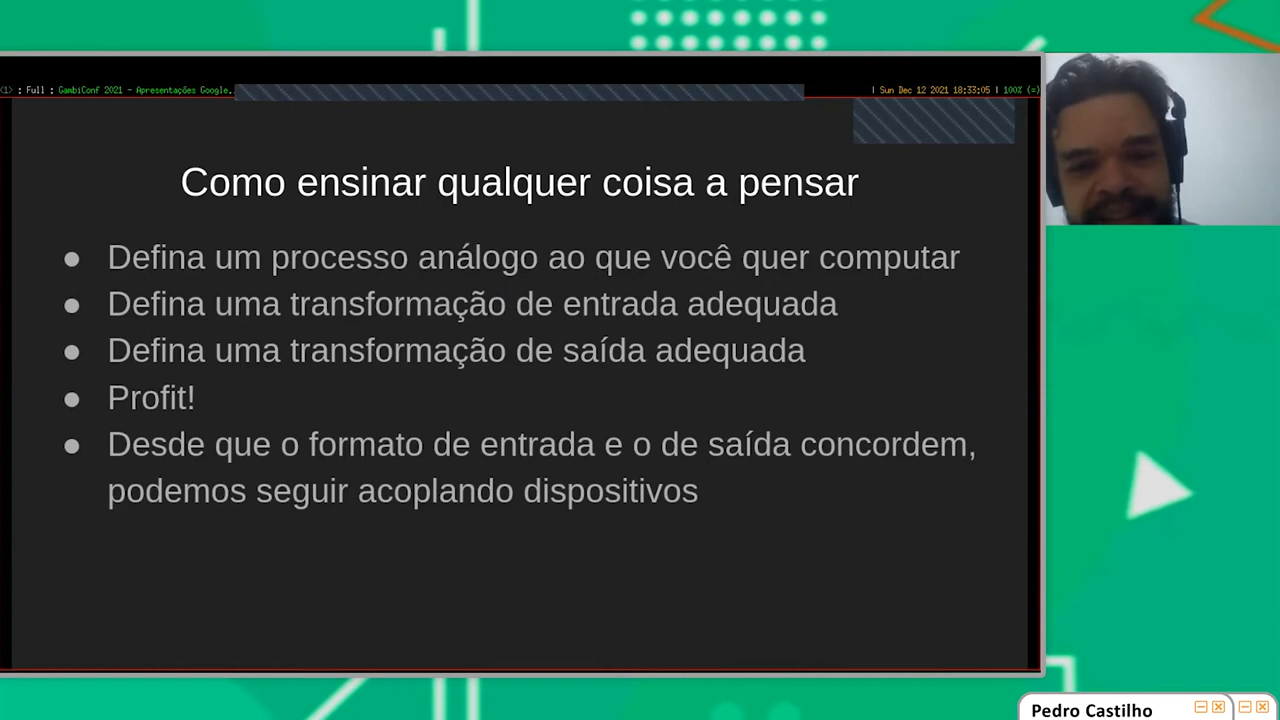 <1> : Full : GambiConf 2021 - Apresentações Google.
| Sun Dec 12 2021 18:33:05 | 100% (=)
Como ensinar qualquer coisa a pensar
● Defina um processo análogo ao que você quer computar
● Defina uma transformação de entrada adequada
● Defina uma transformação de saída adequada
● Profit!
● Desde que o formato de entrada e o de saída concordem,
podemos seguir acoplando dispositivos
Pedro Castilho